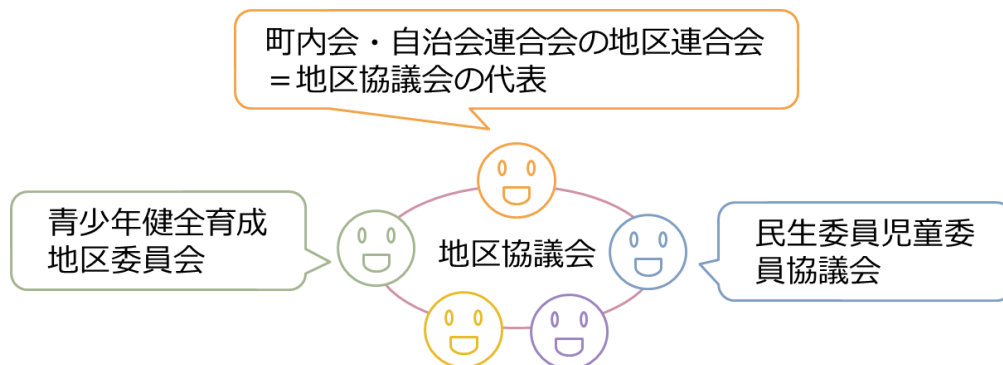 町内会・自治会連合会の地区連合会
＝地区協議会の代表
青少年健全育成
地区委員会
地区協議会
民生委員児童委
員協議会